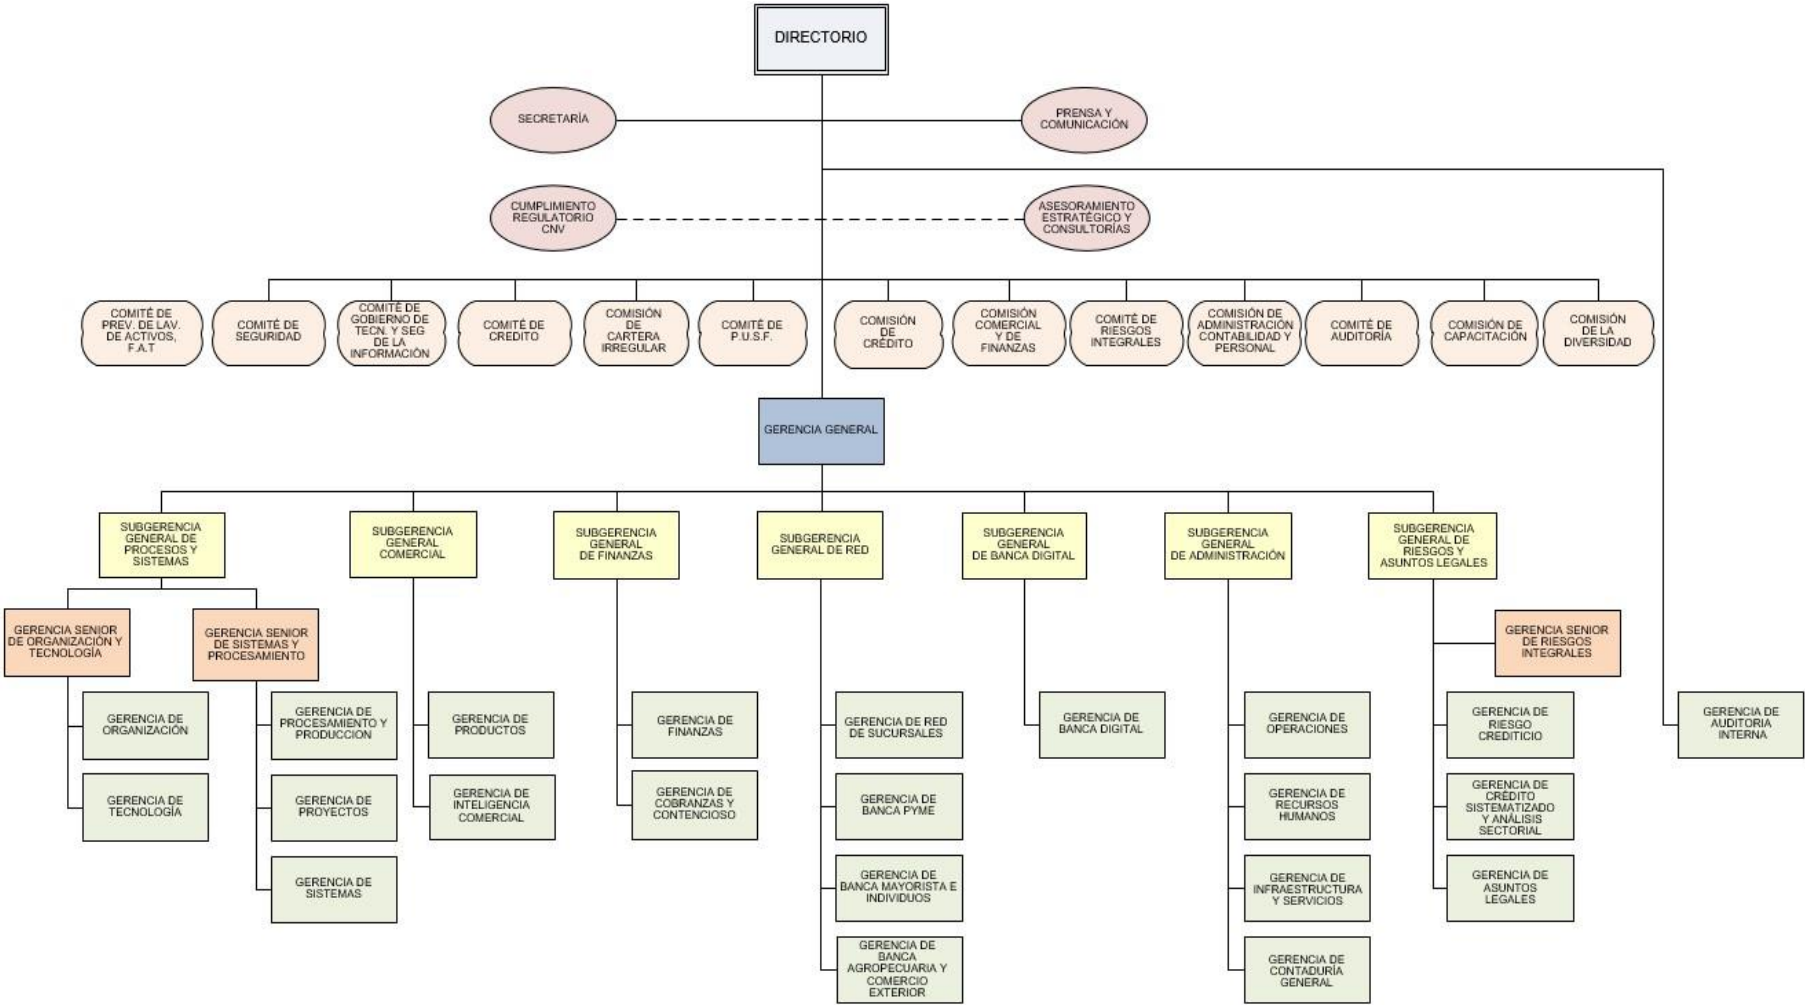 DIRECTORIO
SECRETARÍA
PRENSA Y
COMUNICACIÓN
CUMPLIMIENTO
REGULATORIO
CNV
ASESORAMIENTO
ESTRATÉGICO Y
CONSULTORÍAS
COMITÉ DE
PREV. DE LAV.
DE ACTIVOS,
F.A.T
COMITÉ DE
SEGURIDAD
COMITÉ DE
GOBIERNO DE
TECN. Y SEG
DE LA
INFORMACIÓN
COMITÉ DE
CREDITO
COMISIÓN
DE
CARTERA
IRREGULAR
COMITÉ DE
P.U.S.F.
COMISIÓN
DE
CRÉDITO
COMISIÓN
COMERCIAL
Y DE
FINANZAS
COMITÉ DE
RIESGOS
INTEGRALES
COMISIÓN DE
ADMINISTRACIÓN
CONTABILIDAD Y
PERSONAL
COMITÉ DE
AUDITORÍA
COMISIÓN DE
CAPACITACIÓN
COMISIÓN
DE LA
DIVERSIDAD
GERENCIA GENERAL
SUBGERENCIA
GENERAL DE
PROCESOS Y
SISTEMAS
SUBGERENCIA
GENERAL
COMERCIAL
SUBGERENCIA
GENERAL
DE FINANZAS
SUBGERENCIA
GENERAL DE RED
SUBGERENCIA
GENERAL
DE BANCA DIGITAL
SUBGERENCIA
GENERAL
DE ADMINISTRACIÓN
SUBGERENCIA
GENERAL DE
RIESGOS Y
ASUNTOS LEGALES
GERENCIA SENIOR
DE ORGANIZACIÓN Y
TECNOLOGÍA
GERENCIA SENIOR
DE SISTEMAS Y
PROCESAMIENTO
GERENCIA SENIOR
DE RIESGOS
INTEGRALES
GERENCIA DE
ORGANIZACIÓN
GERENCIA DE
PROCESAMIENTO Y
PRODUCCION
GERENCIA DE
PRODUCTOS
GERENCIA DE
FINANZAS
GERENCIA DE RED
DE SUCURSALES
GERENCIA DE
BANCA DIGITAL
GERENCIA DE
OPERACIONES
GERENCIA DE
RIESGO
CREDITICIO
GERENCIA DE
AUDITORIA
INTERNA
GERENCIA DE
TECNOLOGÍA
GERENCIA DE
PROYECTOS
GERENCIA DE
INTELIGENCIA
COMERCIAL
GERENCIA DE
COBRANZAS Y
CONTENCIOSO
GERENCIA DE
BANCA PYME
GERENCIA DE
RECURSOS
HUMANOS
GERENCIA DE
CRÉDITO
SISTEMATIZADO
Y ANÁLISIS
SECTORIAL
GERENCIA DE
SISTEMAS
GERENCIA DE
BANCA MAYORISTA E
INDIVIDUOS
GERENCIA DE
INFRAESTRUCTURA
Y SERVICIOS
GERENCIA DE
ASUNTOS
LEGALES
GERENCIA DE
BANCA
AGROPECUARIA Y
COMERCIO
EXTERIOR
GERENCIA DE
CONTADURÍA
GENERAL